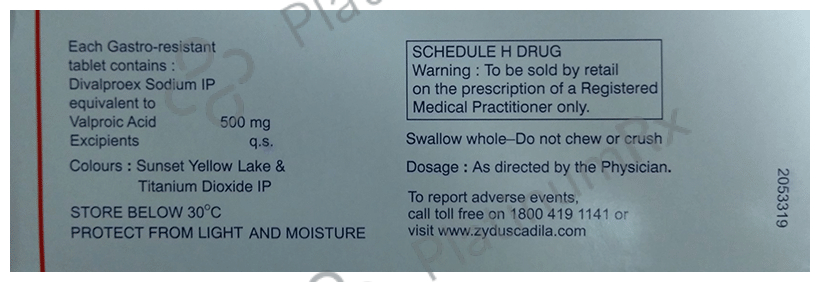 Each Gastro-resistant
tablet contains :
Divalproex Sodium IP
equivalent to
Valproic Acid 500 mg
Excipients q.s.
Colours : Sunset Yellow Lake &
Titanium Dioxide IP
STORE BELOW 30°C
PROTECT FROM LIGHT AND MOISTURE
SCHEDULE H DRUG
Warning : To be sold by retail
on the prescription of a Registered
Medical Practitioner only.
Swallow whole–Do not chew or crush
Dosage : As directed by the Physician.
To report adverse events,
call toll free on 1800 419 1141 or
visit www.zyduscadila.com
2053319
PlatinumRx